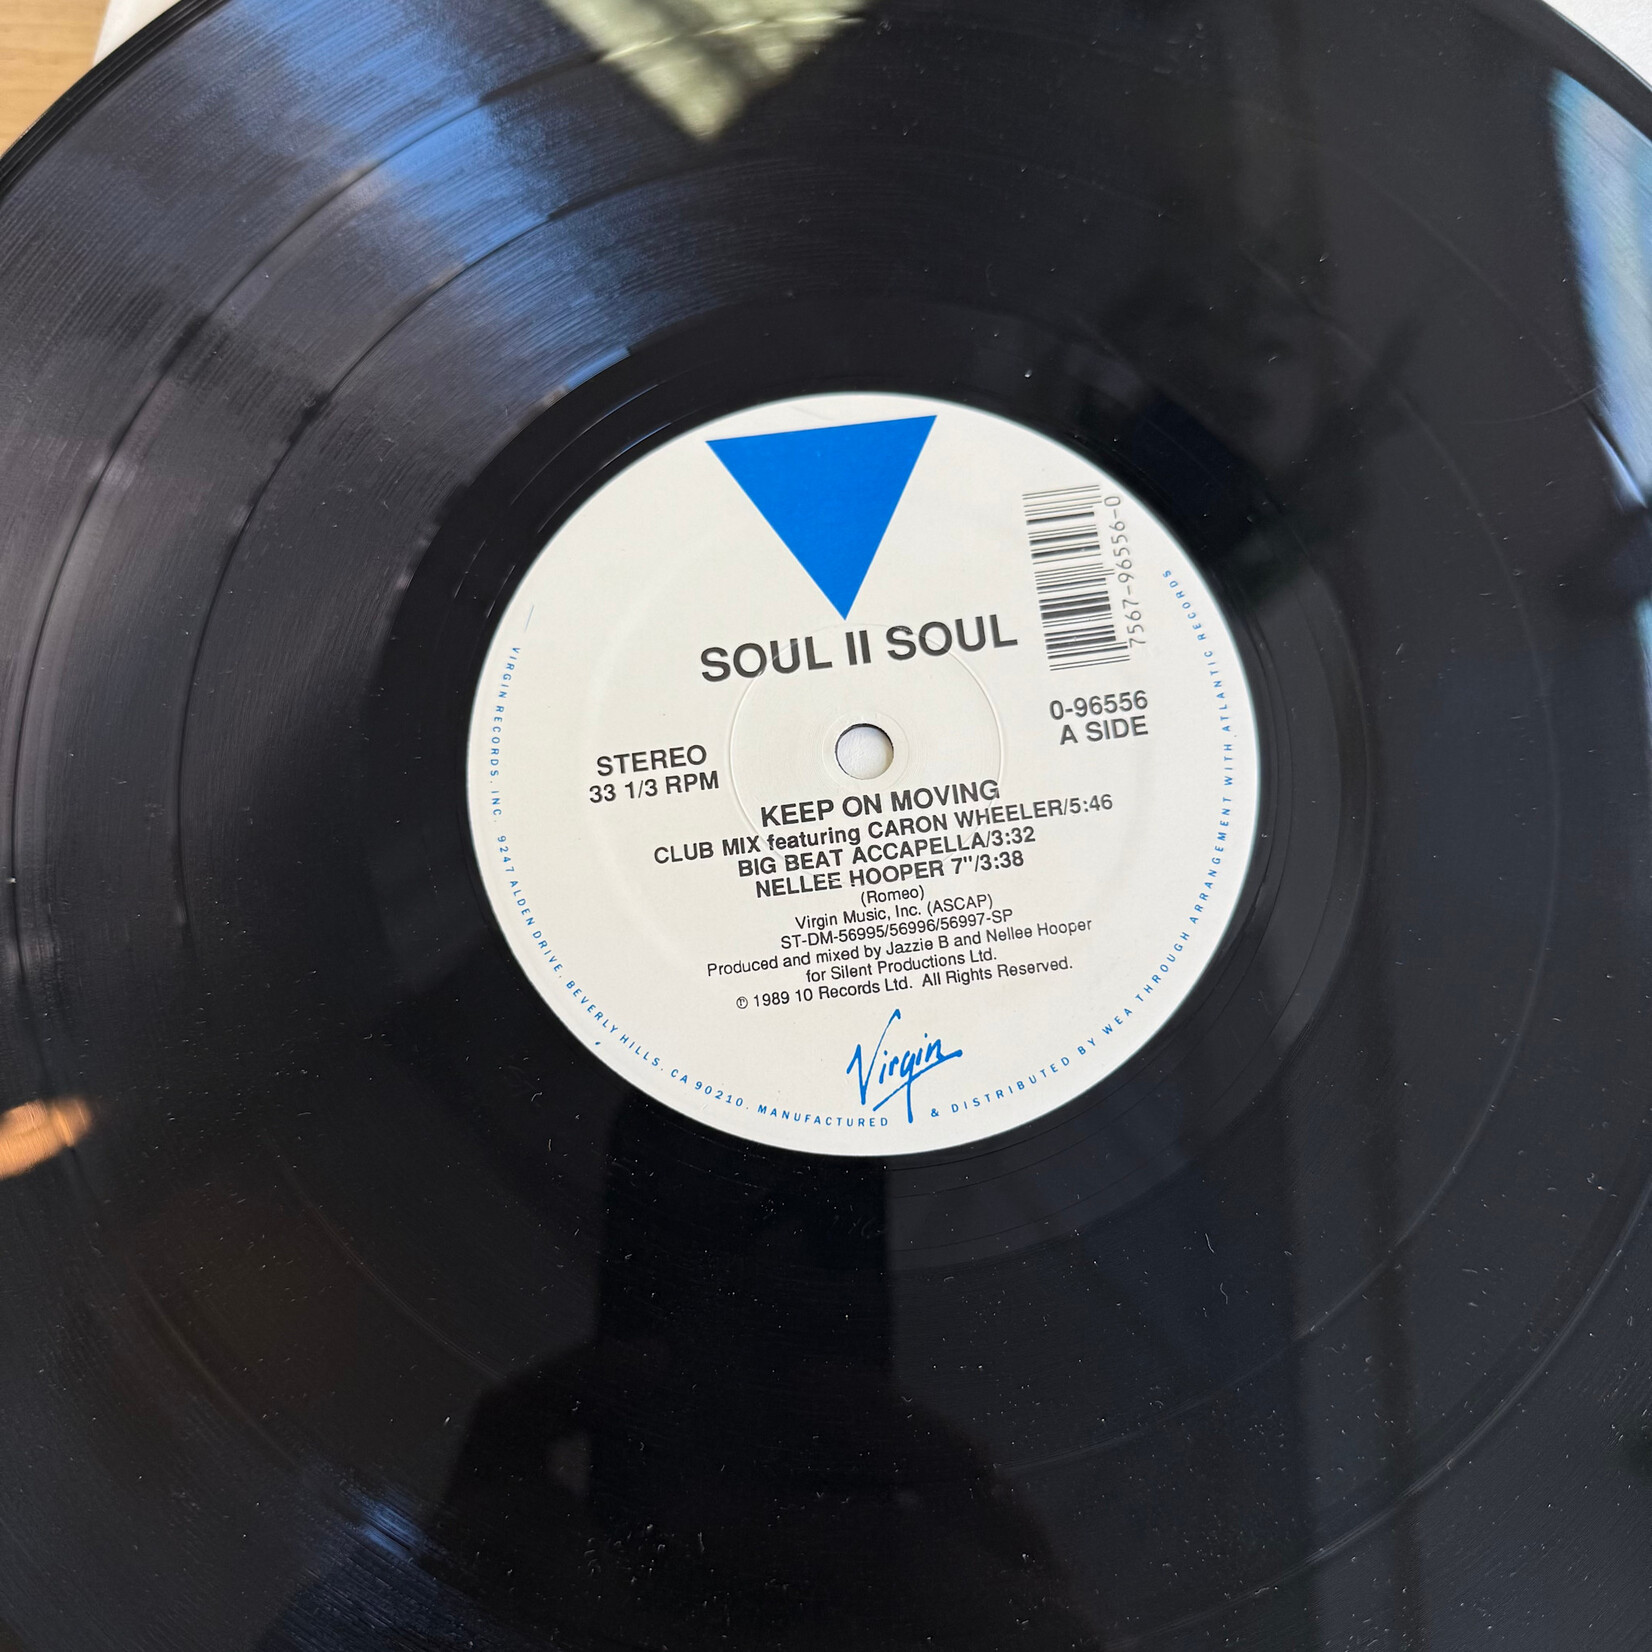 SOUL II SOUL
7567-96556-0
0-96556
A SIDE
STEREO
33 1/3 RPM
KEEP ON MOVING
CLUB MIX featuring CARON WHEELER/5:46
BIG BEAT ACCAPELLA/3:32
NELLEE HOOPER 7"/3:38
(Romeo)
Virgin Music, Inc. (ASCAP)
ST-DM-56995/56996/56997-SP
Produced and mixed by Jazzie B and Nellee Hooper
for Silent Productions Ltd.
℗ 1989 10 Records Ltd. All Rights Reserved.
Virgin
VIRGIN RECORDS, INC. 9247 ALDEN DRIVE, BEVERLY HILLS, CA 90210. MANUFACTURED & DISTRIBUTED BY WEA THROUGH ARRANGEMENT WITH ATLANTIC RECORDS